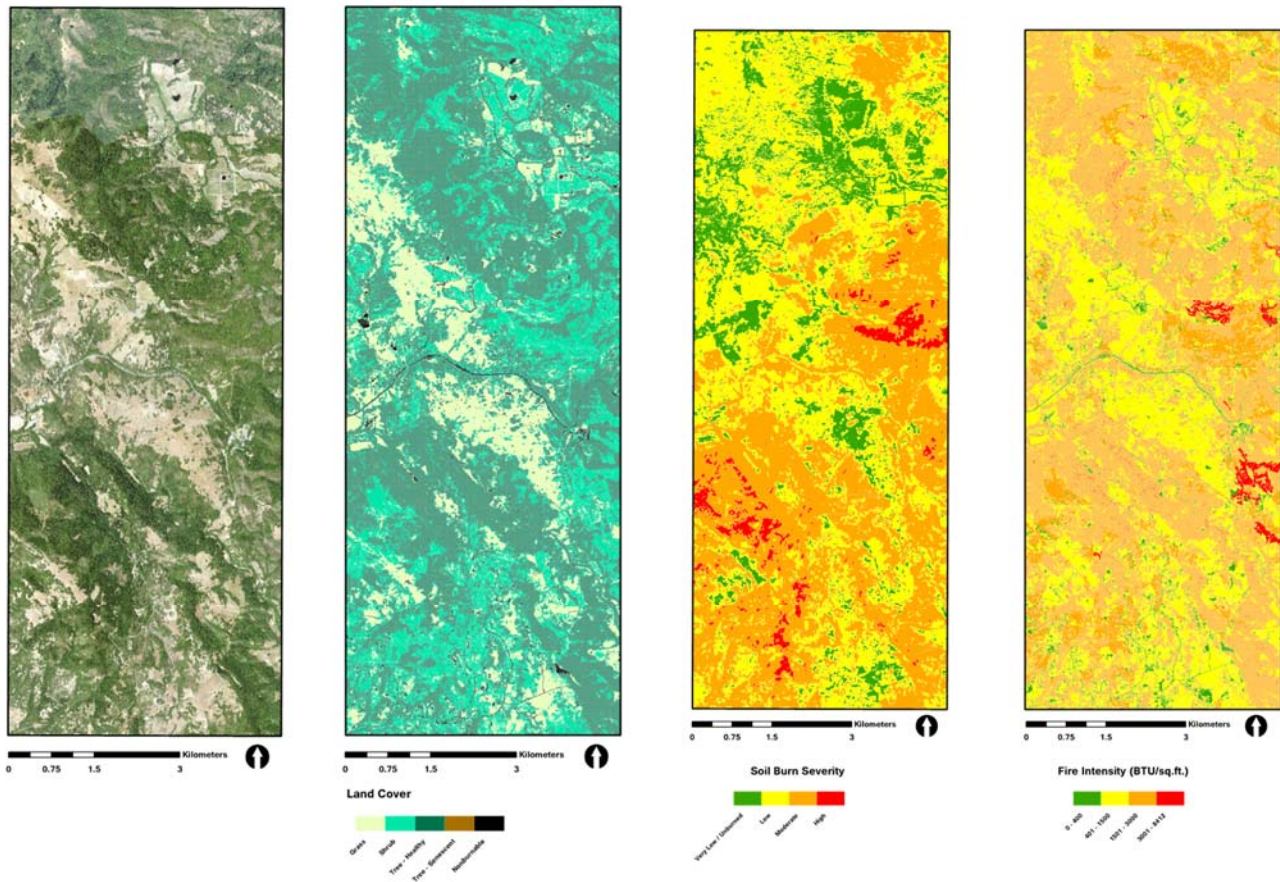 Kilometers
0 0.75 1.5 3
Kilometers
0 0.75 1.5 3
Land Cover
Grass
Shrub
Tree - Healthy
Tree - Senescent
Nonburnable
Kilometers
0 0.75 1.5 3
Soil Burn Severity
Very Low / Unburned
Low
Moderate
High
Kilometers
0 0.75 1.5 3
Fire Intensity (BTU/sq.ft.)
0 - 400
401 - 1500
1501 - 3000
3001 - 8412